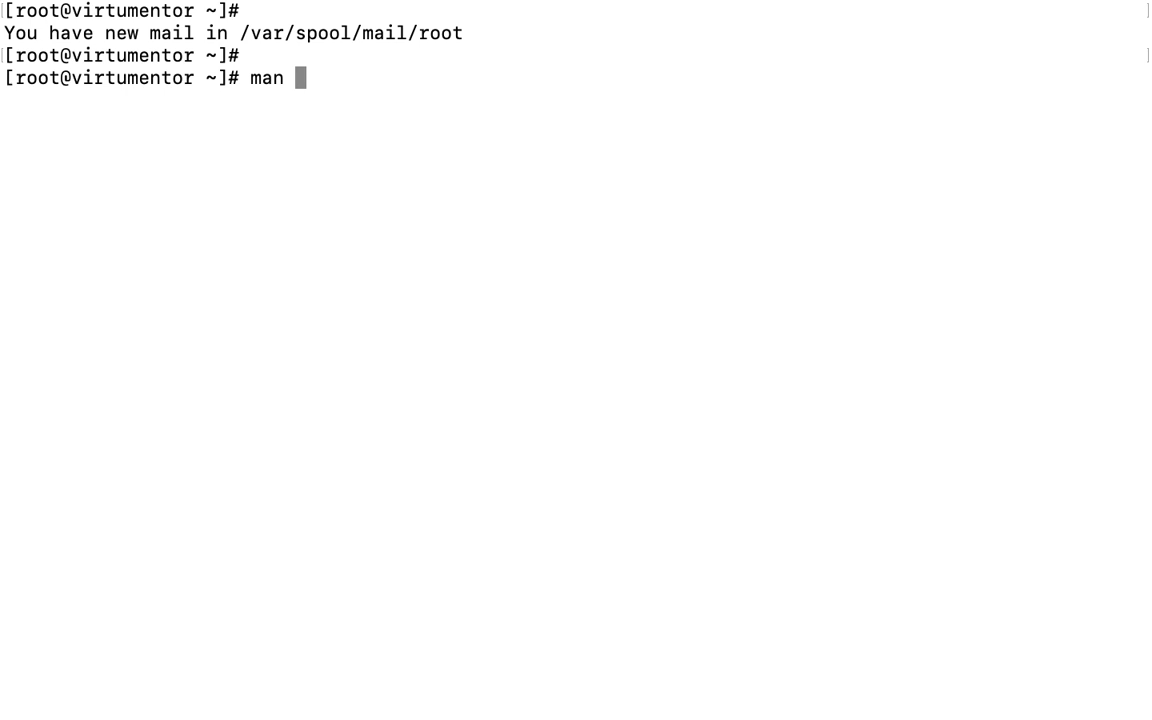 [root@virtumentor ~]#
You have new mail in /var/spool/mail/root
[root@virtumentor ~]#
[root@virtumentor ~]# man